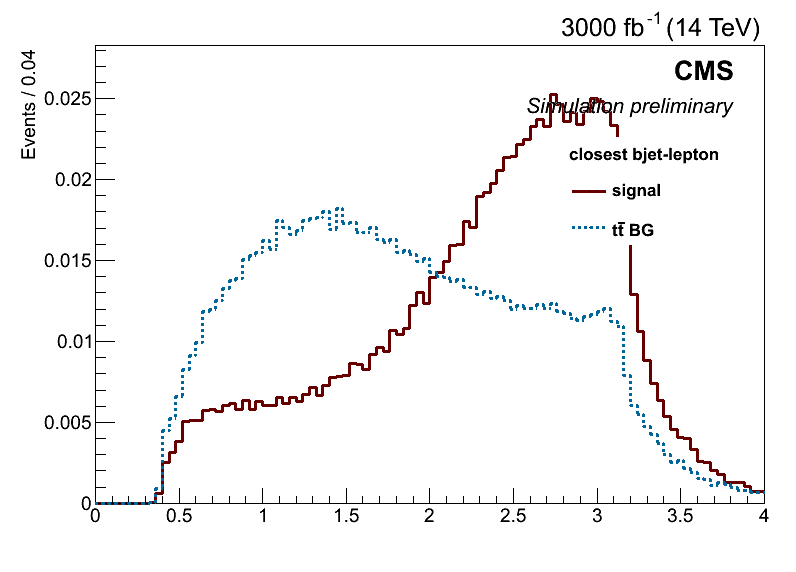 3000 fb-1 (14 TeV)
Events / 0.04
CMS
Simulation preliminary
closest bjet-lepton
signal
tt̄ BG
0.025
0.02
0.015
0.01
0.005
0
0 0.5 1 1.5 2 2.5 3 3.5 4